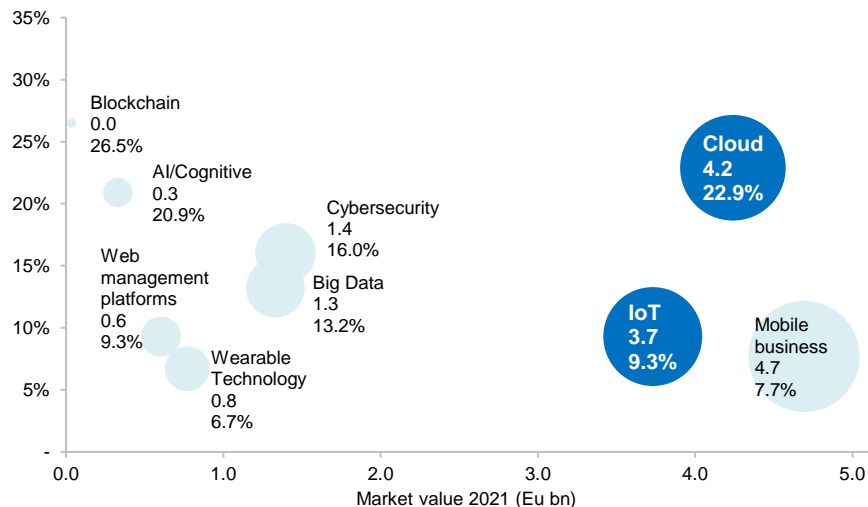 35%
30%
25%
20%
15%
10%
5%
-
Blockchain
0.0
26.5%
AI/Cognitive
0.3
20.9%
Cybersecurity
1.4
16.0%
Big Data
1.3
13.2%
Web
management
platforms
0.6
9.3%
Wearable
Technology
0.8
6.7%
Cloud
4.2
22.9%
IoT
3.7
9.3%
Mobile
business
4.7
7.7%
0.0 1.0 2.0 3.0 4.0 5.0
Market value 2021 (Eu bn)